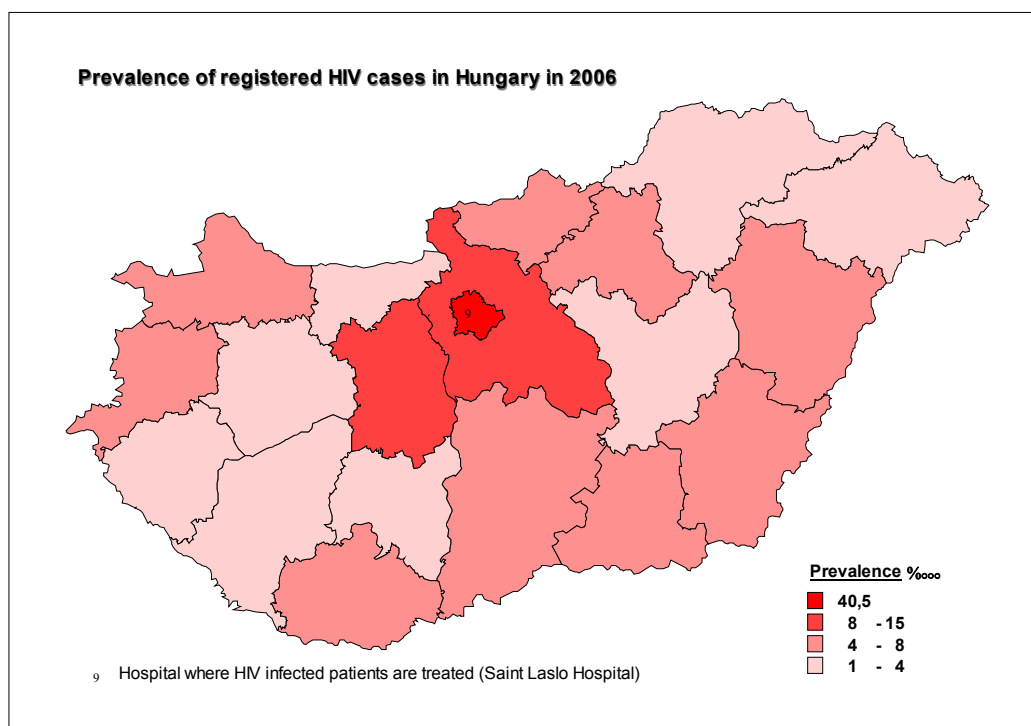 Prevalence of registered HIV cases in Hungary in 2006
9
Prevalence %ooo
40,5
8 - 15
4 - 8
1 - 4
9 Hospital where HIV infected patients are treated (Saint Laslo Hospital)